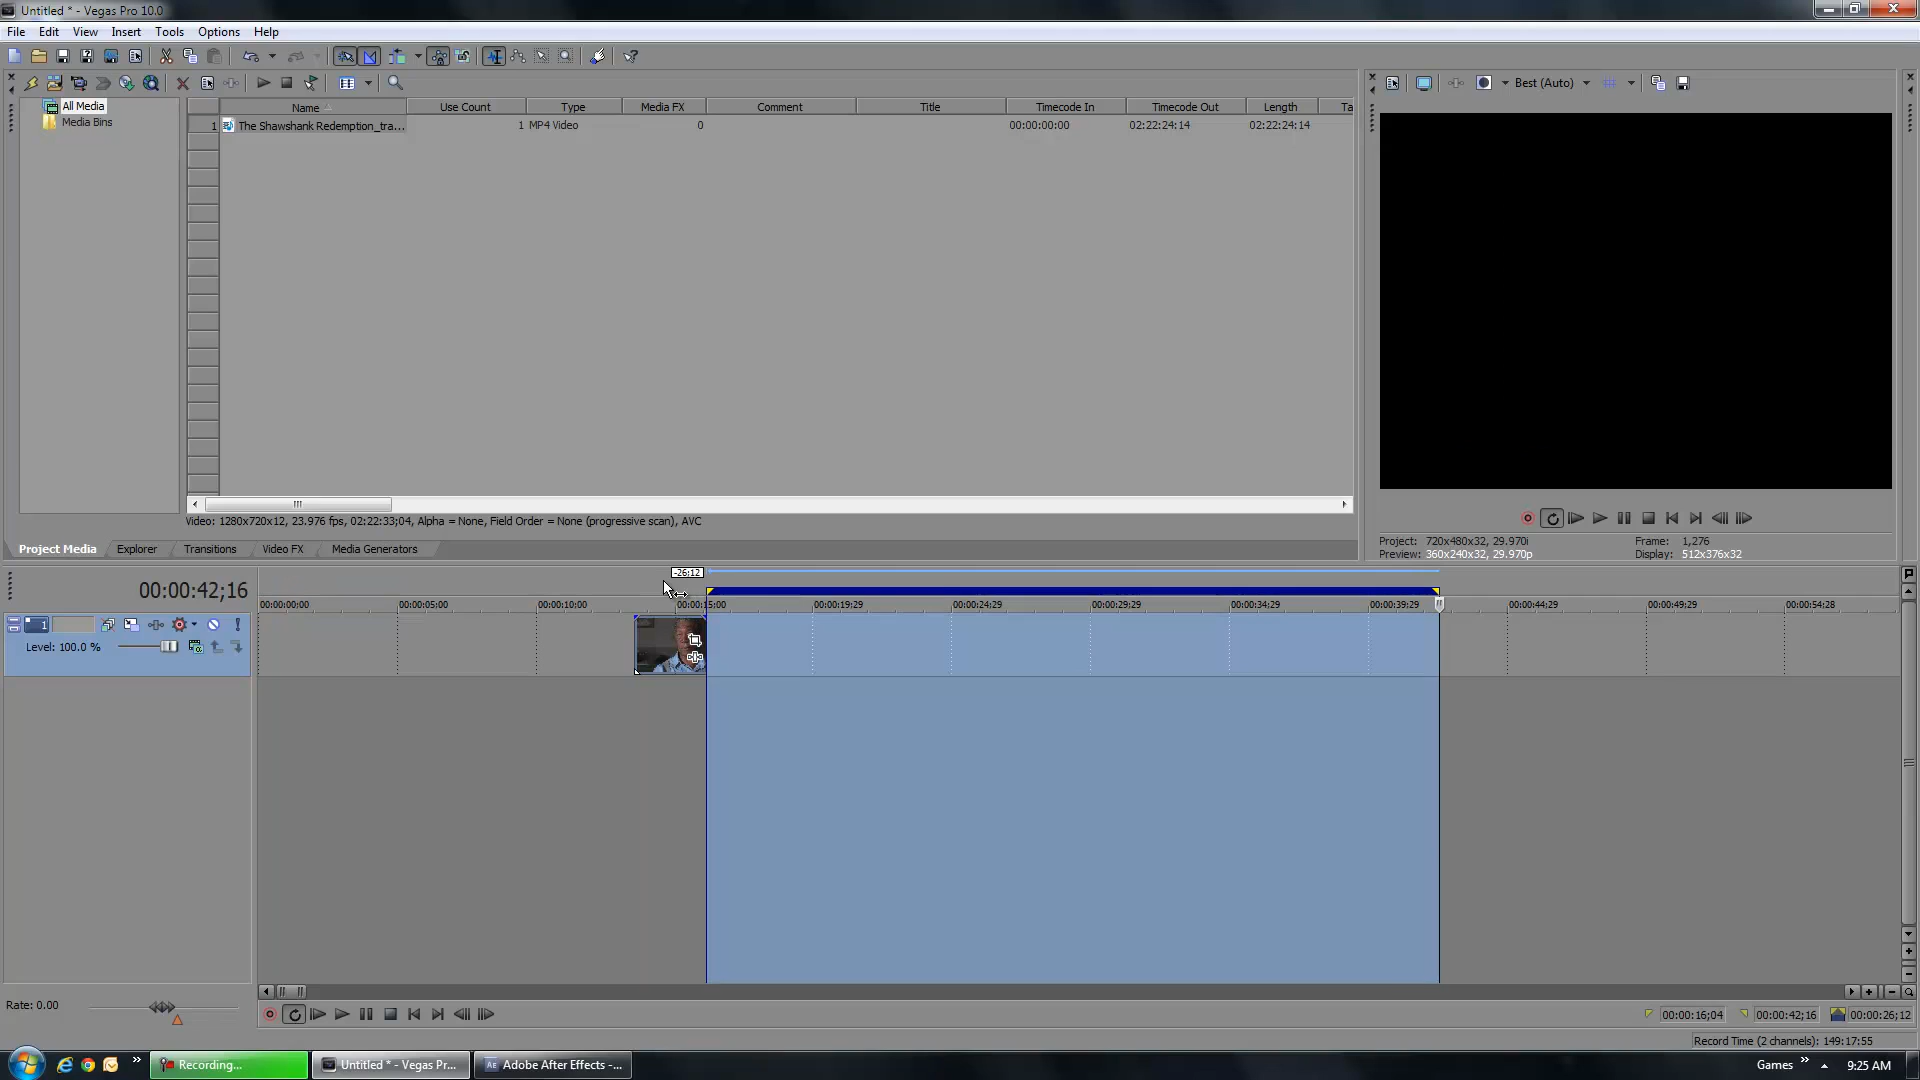 Untitled * - Vegas Pro 10.0
File Edit View Insert Tools Options Help
All Media
Media Bins
Name Use Count Type Media FX Comment Title Timecode In Timecode Out Length Ta
1 The Shawshank Redemption_tra... 1 MP4 Video 0 00:00:00:00 02:22:24:14 02:22:24:14
Best (Auto)
Video: 1280x720x12, 23.976 fps, 02:22:33;04, Alpha = None, Field Order = None (progressive scan), AVC
Project Media Explorer Transitions Video FX Media Generators
Project: 720x480x32, 29.970i Frame: 1,276
Preview: 360x240x32, 29.970p Display: 512x376x32
00:00:42;16
-26:12
00:00:00;00 00:00:05;00 00:00:10;00 00:00:15;00 00:00:19;29 00:00:24;29 00:00:29;29 00:00:34;29 00:00:39;29 00:00:44;29 00:00:49;29 00:00:54;28
1
Level: 100.0 %
Rate: 0.00
00:00:16;04 00:00:42;16 00:00:26;12
Record Time (2 channels): 149:17:55
Recording... Untitled * - Vegas Pr... AE Adobe After Effects -... Games 9:25 AM